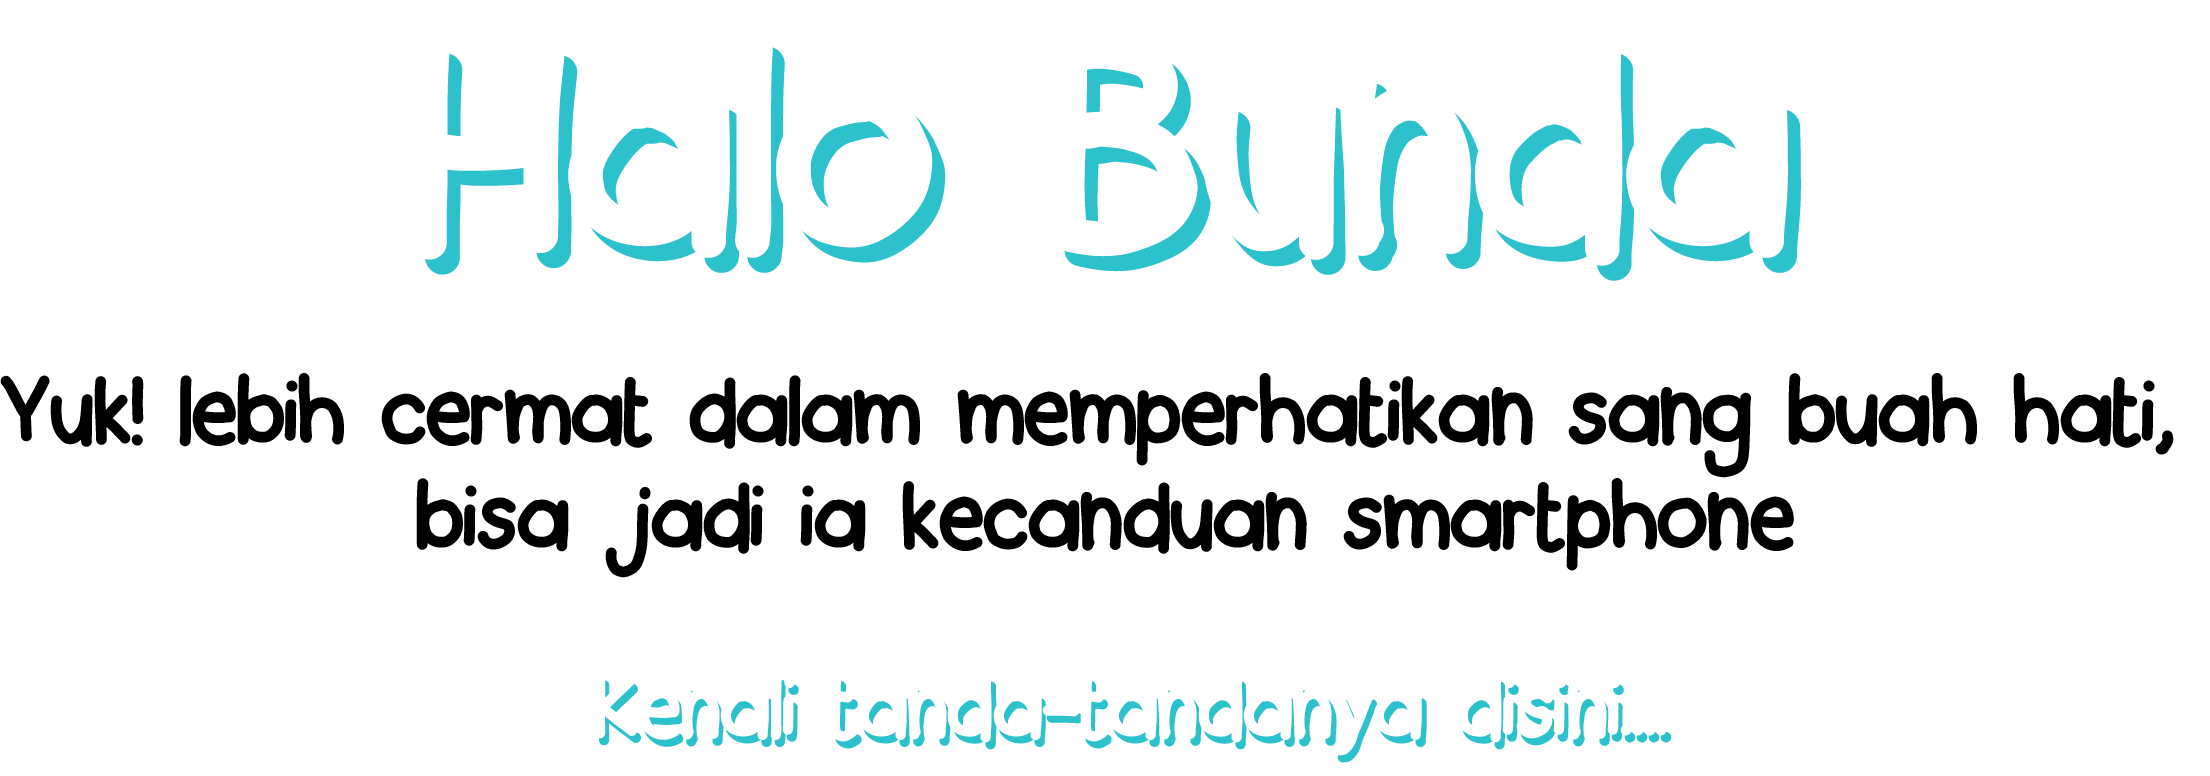 Halo Bunda
Yuk! lebih cermat dalam memperhatikan sang buah hati,
bisa jadi ia kecanduan smartphone
Kenali tanda-tandanya disini....